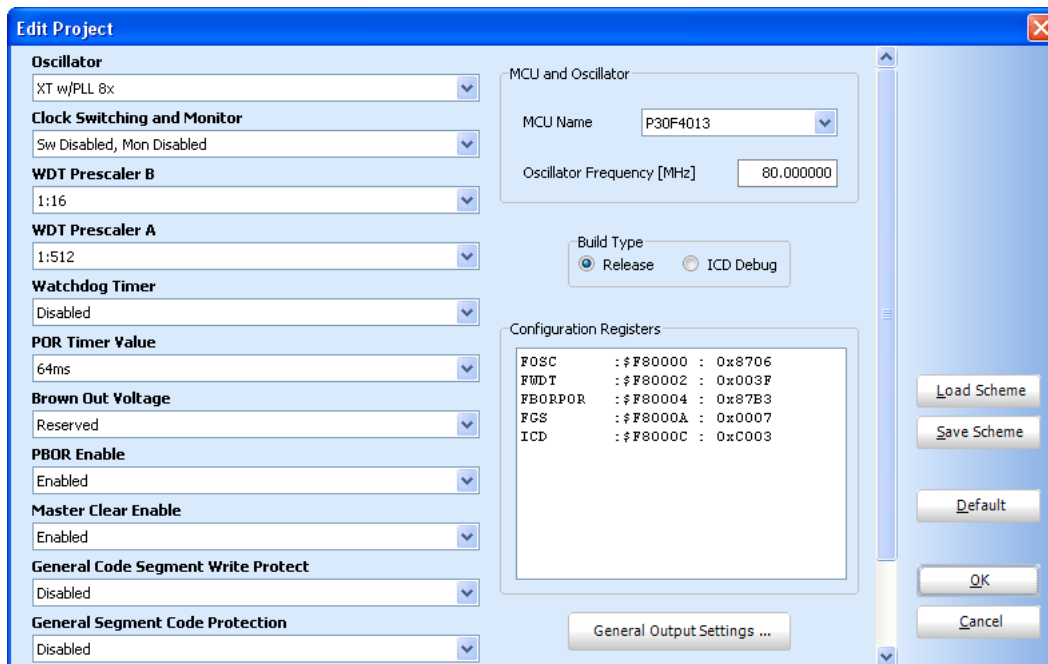 Edit Project
Oscillator
XT w/PLL 8x
Clock Switching and Monitor
Sw Disabled, Mon Disabled
WDT Prescaler B
1:16
WDT Prescaler A
1:512
Watchdog Timer
Disabled
POR Timer Value
64ms
Brown Out Voltage
Reserved
PBOR Enable
Enabled
Master Clear Enable
Enabled
General Code Segment Write Protect
Disabled
General Segment Code Protection
Disabled
MCU and Oscillator
MCU Name P30F4013
Oscillator Frequency [MHz] 80.000000
Build Type
Release ICD Debug
Configuration Registers
FOSC :$F80000 : 0x8706
FWDT :$F80002 : 0x003F
FBORPOR :$F80004 : 0x87B3
FGS :$F8000A : 0x0007
ICD :$F8000C : 0xC003
General Output Settings ...
Load Scheme
Save Scheme
Default
OK
Cancel